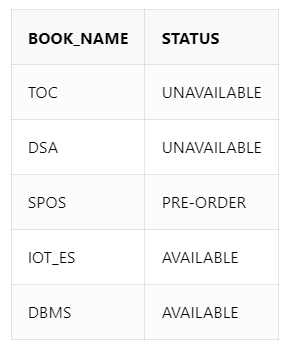 BOOK_NAME STATUS
TOC UNAVAILABLE
DSA UNAVAILABLE
SPOS PRE-ORDER
IOT_ES AVAILABLE
DBMS AVAILABLE